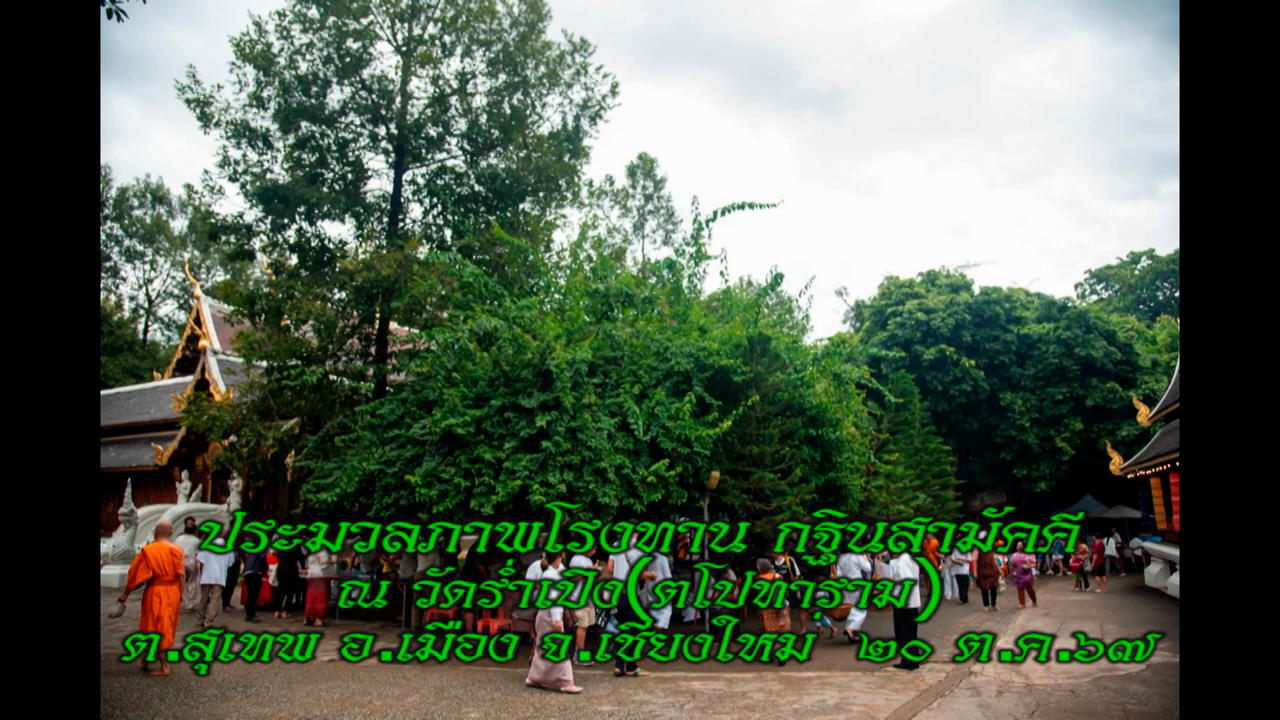 ประมวลภาพโรงทาน กฐินสามัคคี
ณ วัดร่ำเปิง(ตโปทาราม)
ต.สุเทพ อ.เมือง จ.เชียงใหม่ ๒๐ ต.ค.๖๗